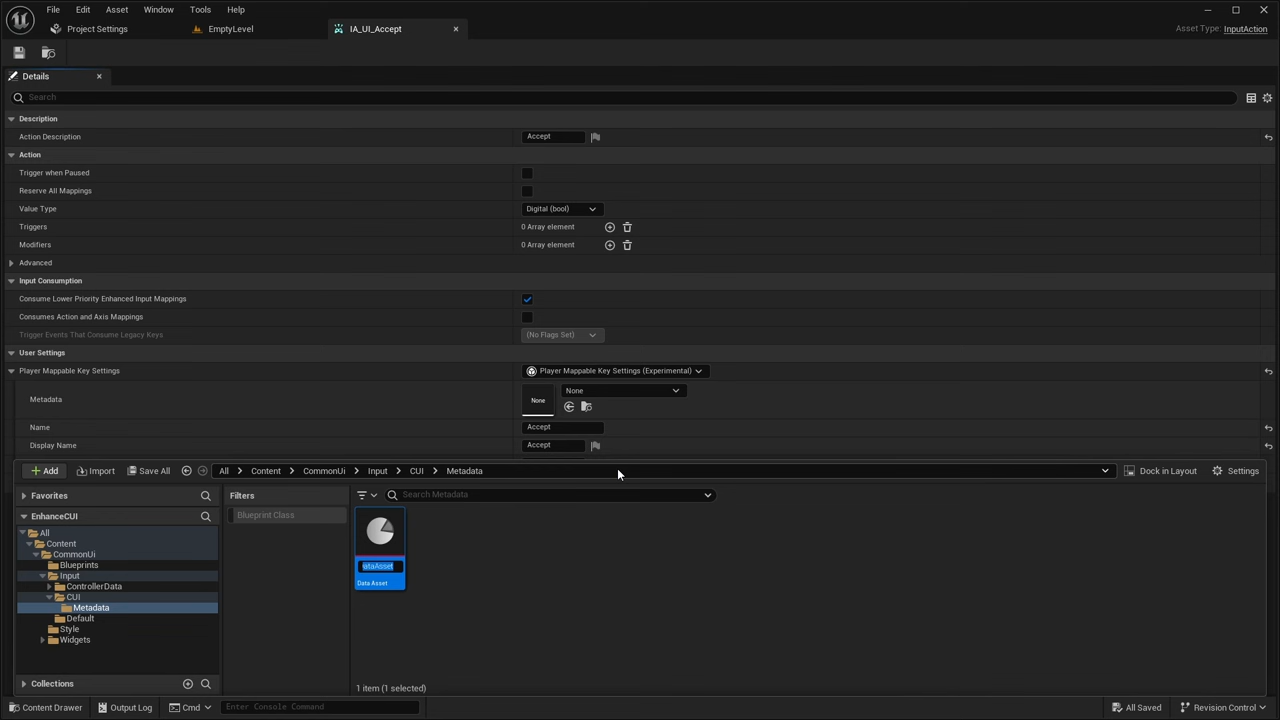 File Edit Asset Window Tools Help
Project Settings EmptyLevel IA_UI_Accept Asset Type: InputAction
Details
Search
Description
Action Description Accept
Action
Trigger when Paused
Reserve All Mappings
Value Type Digital (bool)
Triggers 0 Array element
Modifiers 0 Array element
Advanced
Input Consumption
Consume Lower Priority Enhanced Input Mappings
Consumes Action and Axis Mappings
Trigger Events That Consume Legacy Keys (No Flags Set)
User Settings
Player Mappable Key Settings Player Mappable Key Settings (Experimental)
None
Metadata None
Name Accept
Display Name Accept
Add Import Save All All Content CommonUi Input CUI Metadata Dock in Layout Settings
Favorites Filters Search Metadata
EnhanceCUI Blueprint Class
All
Content
CommonUi
Blueprints ataAsset
Input
ControllerData Data Asset
CUI
Metadata
Default
Style
Widgets
Collections 1 item (1 selected)
Content Drawer Output Log Cmd Enter Console Command All Saved Revision Control